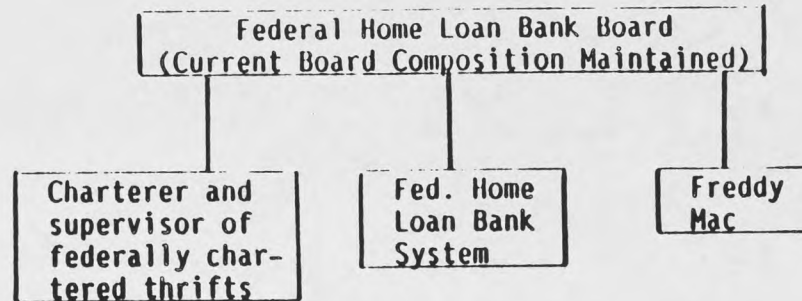 Federal Home Loan Bank Board
(Current Board Composition Maintained)
Charterer and
supervisor of
federally char-
tered thrifts
Fed. Home
Loan Bank
System
Freddy
Mac